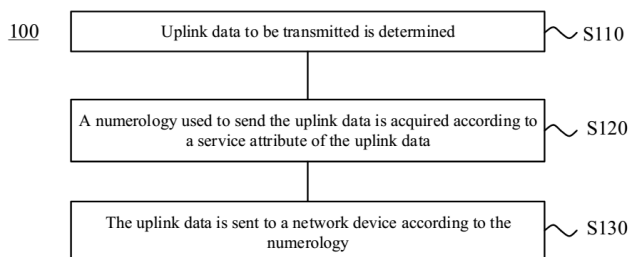 100
Uplink data to be transmitted is determined
S110
A numerology used to send the uplink data is acquired according to
a service attribute of the uplink data
S120
The uplink data is sent to a network device according to the
numerology
S130